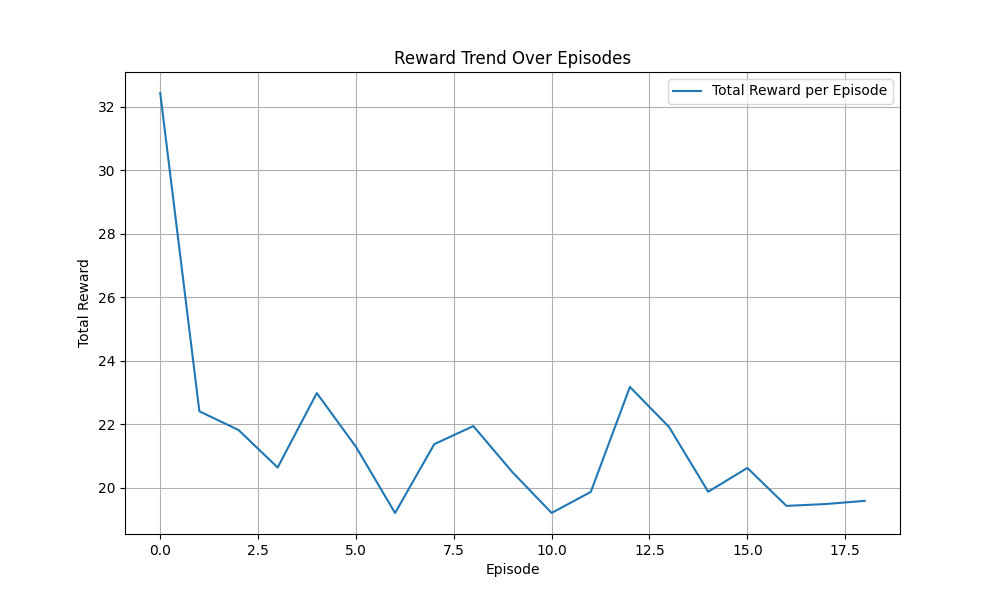 Reward Trend Over Episodes
Total Reward per Episode
32
30
28
26
24
22
20
Total Reward
0.0 2.5 5.0 7.5 10.0 12.5 15.0 17.5
Episode